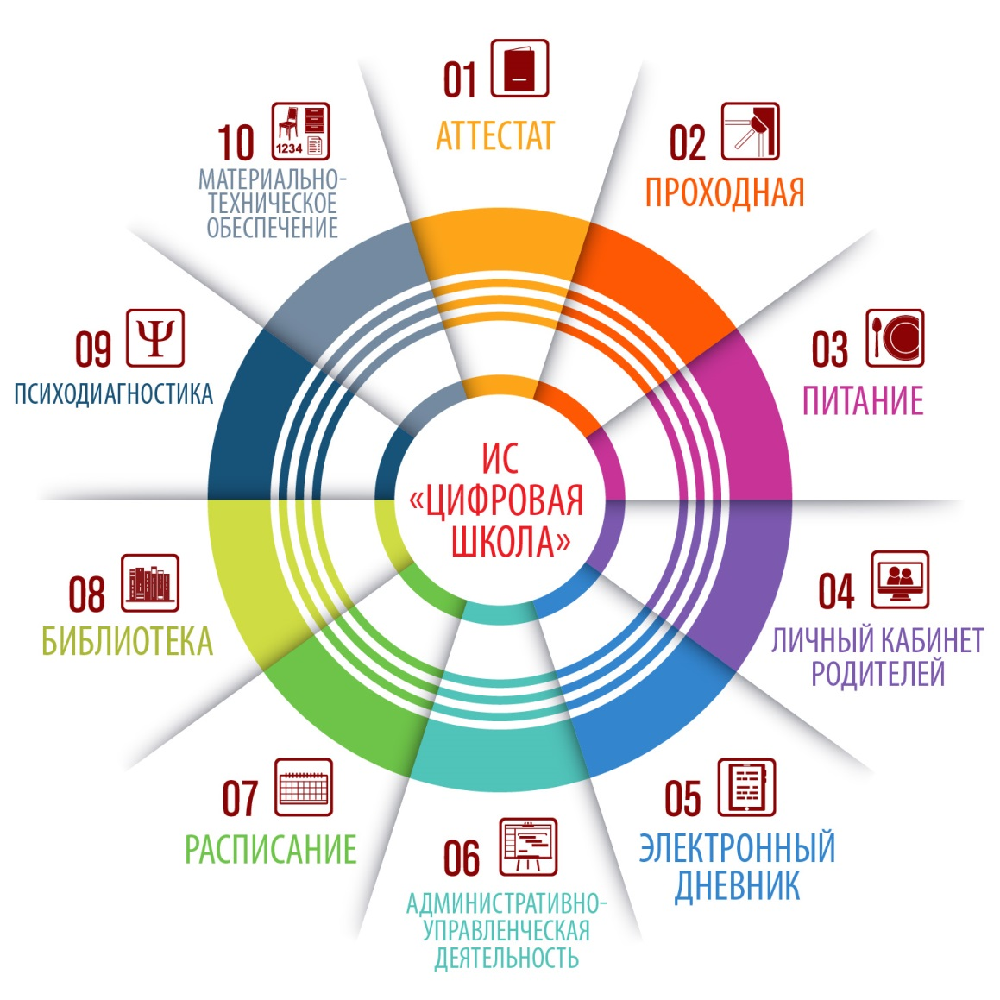 01
АТТЕСТАТ
02
ПРОХОДНАЯ
03
ПИТАНИЕ
04
ЛИЧНЫЙ КАБИНЕТ
РОДИТЕЛЕЙ
05
ЭЛЕКТРОННЫЙ
ДНЕВНИК
06
АДМИНИСТРАТИВНО-
УПРАВЛЕНЧЕСКАЯ
ДЕЯТЕЛЬНОСТЬ
07
РАСПИСАНИЕ
08
БИБЛИОТЕКА
09
Ψ
ПСИХОДИАГНОСТИКА
10
1234
МАТЕРИАЛЬНО-
ТЕХНИЧЕСКОЕ
ОБЕСПЕЧЕНИЕ
ИС
«ЦИФРОВАЯ
ШКОЛА»